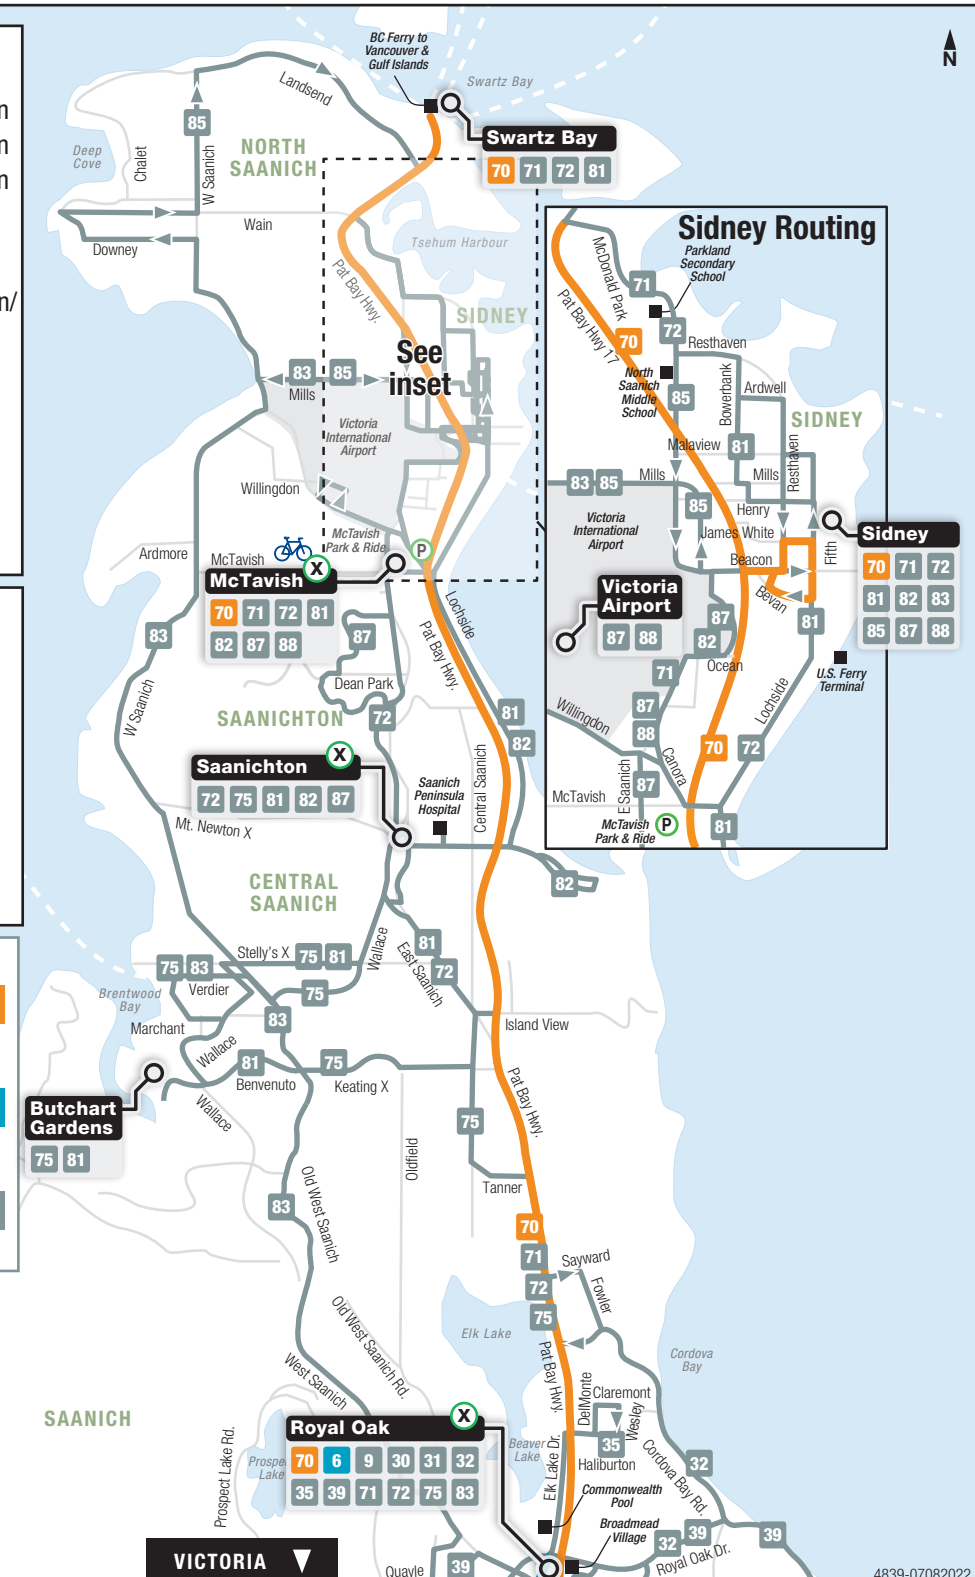 BC Ferry to
Vancouver &
Gulf Islands
N
Swartz Bay
Landsend
n
n
n
85
Swartz Bay
70 71 72 81
Deep
Cove
Chalet
W Saanich
NORTH
SAANICH
Wain
Downey
Tsehum Harbour
Pat Bay Hwy.
n/
SIDNEY
See
inset
83 85
Mills
Victoria
International
Airport
Willingdon
McTavish
Park & Ride
P
Ardmore
McTavish
X
McTavish
70 71 72 81
82 87 88
Sidney Routing
McDonald Park
Parkland
Secondary
School
71
Pat Bay Hwy 17
70
72
Resthaven
North
Saanich
Middle
School
85
Bowerbank
Ardwell
SIDNEY
Malaview
81
Resthaven
83 85
Mills
Mills
85
Henry
Victoria
International
Airport
James White
Beacon
Fifth
Sidney
70 71 72
81 82 83
85 87 88
Bevan
Victoria
Airport
87 88
87
82
81
Ocean
U.S. Ferry
Terminal
71
Lochside
Willingdon
87
88
70
72
Canora
E Saanich
87
McTavish
McTavish
Park & Ride
P
81
83
Lochside
Pat Bay Hwy.
87
Dean Park
W Saanich
SAANICHTON
72
81
82
Saanichton
X
72 75 81 82 87
Saanich
Peninsula
Hospital
Central Saanich
Mt. Newton X
82
CENTRAL
SAANICH
Wallace
81
East Saanich
72
Stelly's X
75 81
75 83
Verdier
75
Brentwood
Bay
Marchant
83
Island View
Wallace
81
Benvenuto
75
Keating X
Pat Bay Hwy.
Butchart
Gardens
75 81
Wallace
75
Oldfield
Old West Saanich
Tanner
83
70
71
72
75
Sayward
Fowler
Old West Saanich Rd.
Elk Lake
Pat Bay Hwy.
Cordova
Bay
West Saanich
DelMonte
Claremont
Wesley
SAANICH
Royal Oak
X
70 6 9 30 31 32
35 39 71 72 75 83
Prospect Lake Rd.
Beaver
Lake
Elk Lake Dr.
35
Haliburton
Cordova Bay Rd.
32
Commonwealth
Pool
Broadmead
Village
32
39
39
Royal Oak Dr.
VICTORIA
Quayle
39
4839-07082022